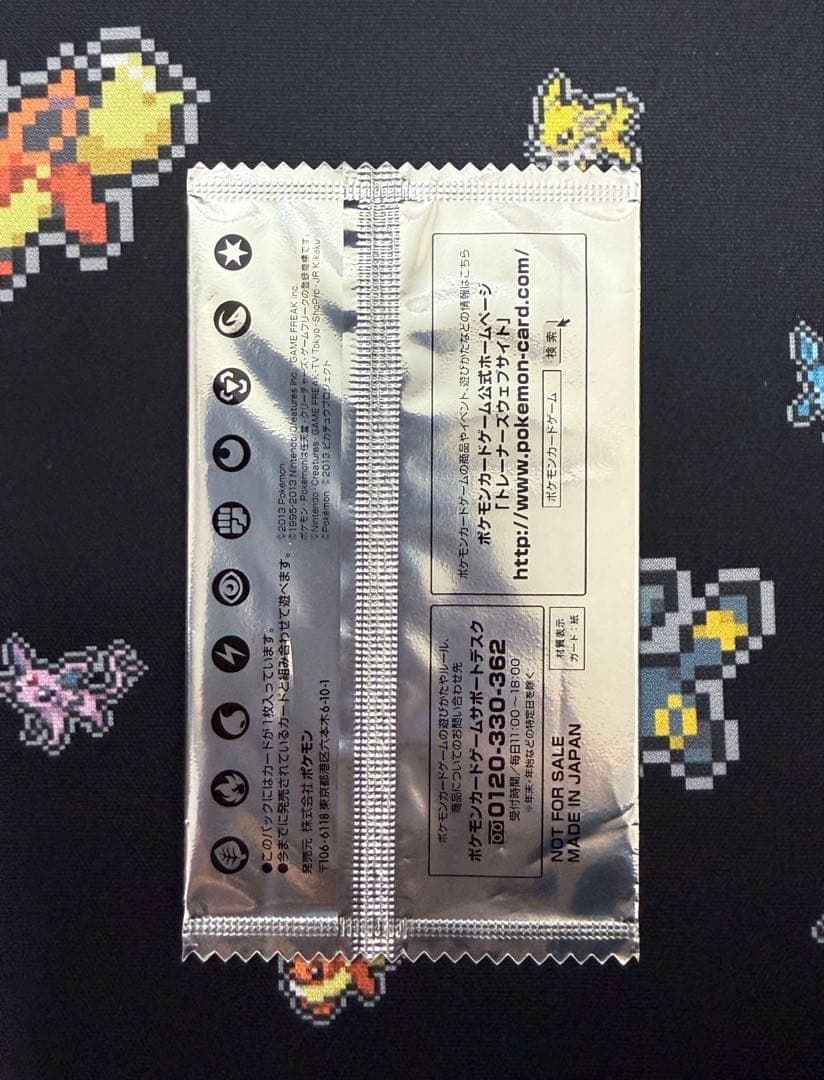 ●このパックにはカードが1枚入っています。
●今までに発売されているカードと組み合わせて遊べます。
発売元 株式会社ポケモン
〒106-6118 東京都港区六本木6-10-1
©2013 Pokémon.
©1995-2013 Nintendo/Creatures inc./GAME FREAK inc.
ポケモン・Pokémonは任天堂・クリーチャーズ・ゲームフリークの登録商標です。
©Nintendo・Creatures・GAME FREAK・TV Tokyo・ShoPro・JR Kikaku
©Pokémon ©2013 ピカチュウプロジェクト
ポケモンカードゲームの遊びかたやルール、
商品についてのお問い合わせ先
ポケモンカードゲームサポートデスク
0120-330-362
受付時間/毎日11:00~18:00
※年末・年始などの特定日を除く
NOT FOR SALE
MADE IN JAPAN
材質表示
カード:紙
ポケモンカードゲームの商品やイベント、遊びかたなどの情報はこちら
ポケモンカードゲーム公式ホームページ
「トレーナーズウェブサイト」
http://www.pokemon-card.com/
ポケモンカードゲーム 検索